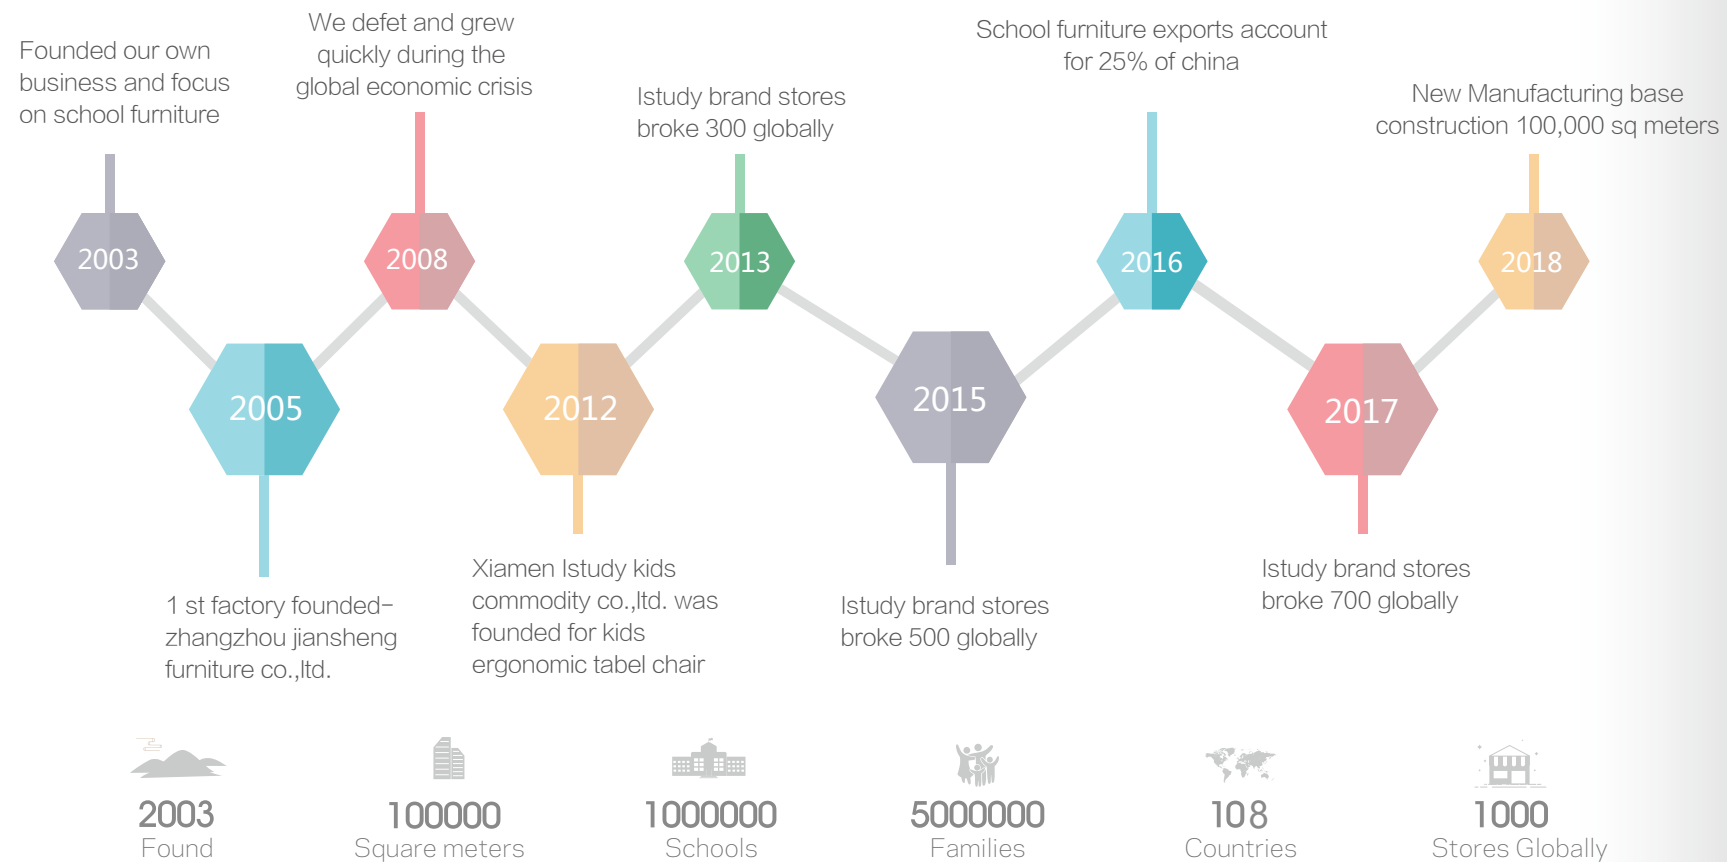 Founded our own
business and focus
on school furniture
2003
1 st factory founded-
zhangzhou jiansheng
furniture co.,ltd.
2005
We defet and grew
quickly during the
global economic crisis
2008
Xiamen Istudy kids
commodity co.,ltd. was
founded for kids
ergonomic tabel chair
2012
Istudy brand stores
broke 300 globally
2013
Istudy brand stores
broke 500 globally
2015
School furniture exports account
for 25% of china
2016
Istudy brand stores
broke 700 globally
2017
New Manufacturing base
construction 100,000 sq meters
2018
2003
Found
100000
Square meters
1000000
Schools
5000000
Families
108
Countries
1000
Stores Globally